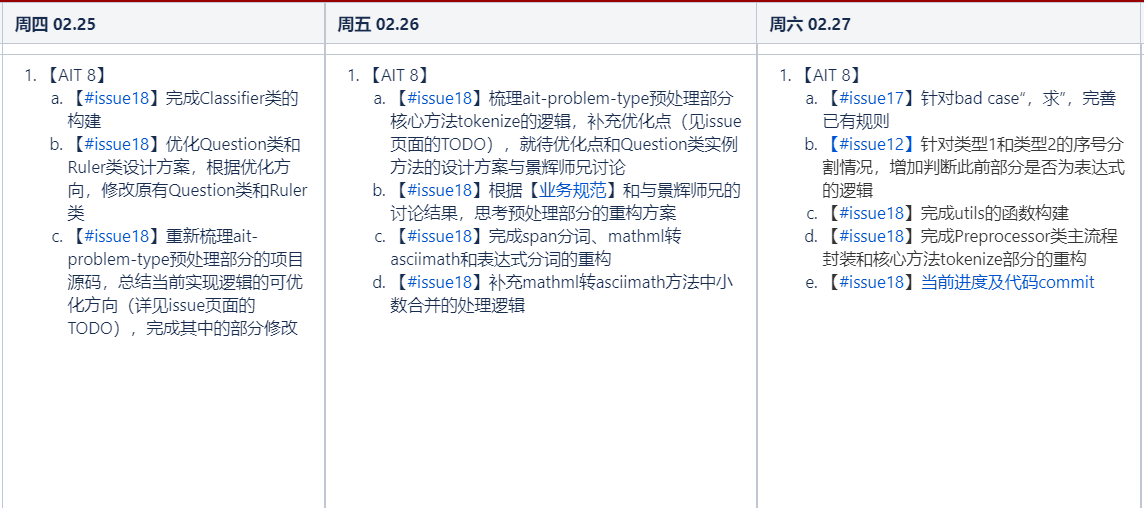 周四 02.25
1. 【AIT 8】
a. 【#issue18】完成Classifier类的
构建
b. 【#issue18】优化Question类和
Ruler类设计方案，根据优化方
向，修改原有Question类和Ruler
类
c. 【#issue18】重新梳理ait-
problem-type预处理部分的项目
源码，总结当前实现逻辑的可优
化方向（详见issue页面的
TODO），完成其中的部分修改
周五 02.26
1. 【AIT 8】
a. 【#issue18】梳理ait-problem-type预处理部分
核心方法tokenize的逻辑，补充优化点（见issue
页面的TODO），就待优化点和Question类实例
方法的设计方案与景辉师兄讨论
b. 【#issue18】根据【业务规范】和与景辉师兄的
讨论结果，思考预处理部分的重构方案
c. 【#issue18】完成span分词、mathml转
asciimath和表达式分词的重构
d. 【#issue18】补充mathml转asciimath方法中小
数合并的处理逻辑
周六 02.27
1. 【AIT 8】
a. 【#issue17】针对bad case“，求”，完善
已有规则
b. 【#issue12】针对类型1和类型2的序号分
割情况，增加判断此前部分是否为表达式
的逻辑
c. 【#issue18】完成utils的函数构建
d. 【#issue18】完成Preprocessor类主流程
封装和核心方法tokenize部分的重构
e. 【#issue18】当前进度及代码commit